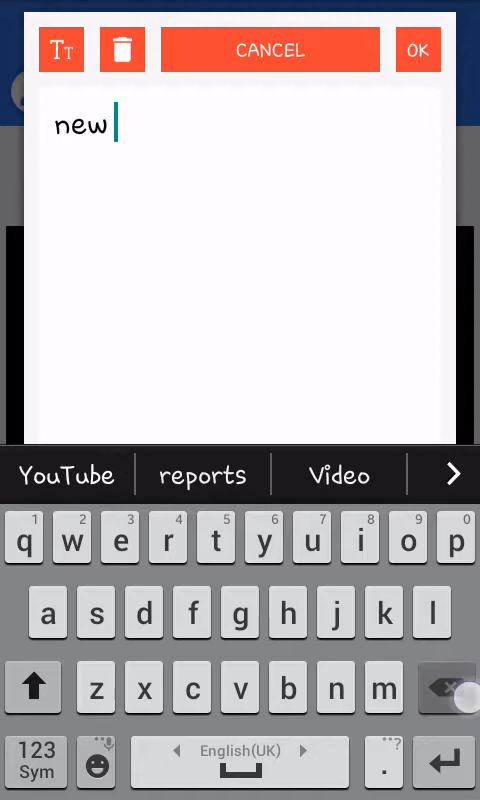 TT
CANCEL
OK
new
YouTube reports Video
1 2 3 4 5 6 7 8 9 0
q w e r t y u i o p
a s d f g h j k l
z x c v b n m
123 Sym
English(UK)
. ...?